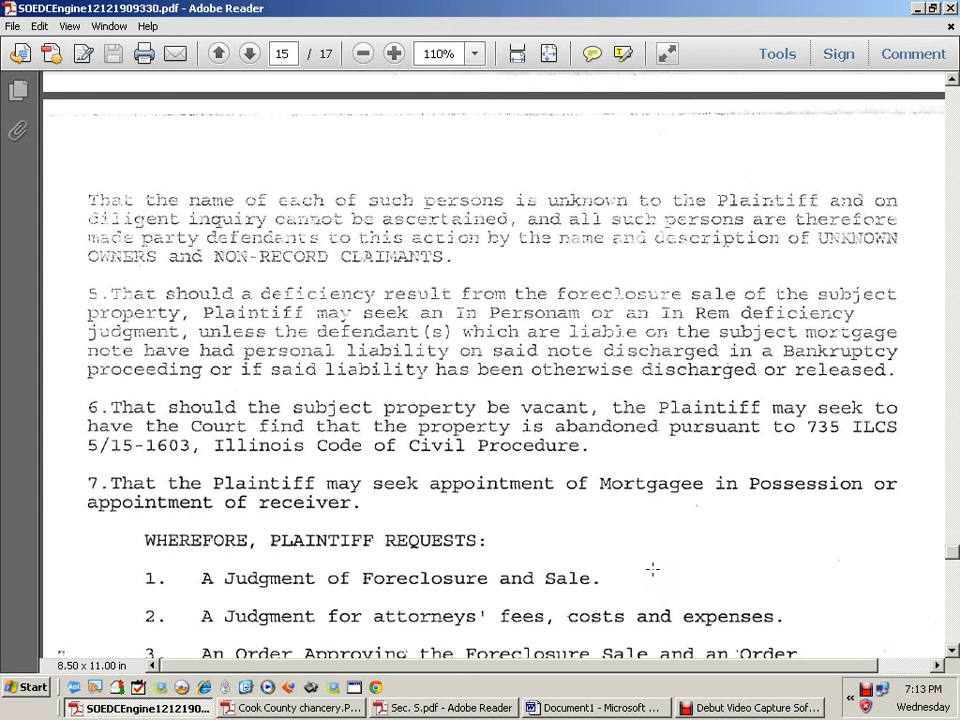 SOEDCEngine12121909330.pdf - Adobe Reader
File Edit View Window Help
15 / 17 110% Tools Sign Comment
That the name of each of such persons is unknown to the Plaintiff and on
diligent inquiry cannot be ascertained, and all such persons are therefore
made party defendants to this action by the name and description of UNKNOWN
OWNERS and NON-RECORD CLAIMANTS.
5.That should a deficiency result from the foreclosure sale of the subject
property, Plaintiff may seek an In Personam or an In Rem deficiency
judgment, unless the defendant(s) which are liable on the subject mortgage
note have had personal liability on said note discharged in a Bankruptcy
proceeding or if said liability has been otherwise discharged or released.
6.That should the subject property be vacant, the Plaintiff may seek to
have the Court find that the property is abandoned pursuant to 735 ILCS
5/15-1603, Illinois Code of Civil Procedure.
7.That the Plaintiff may seek appointment of Mortgagee in Possession or
appointment of receiver.
WHEREFORE, PLAINTIFF REQUESTS:
1. A Judgment of Foreclosure and Sale.
2. A Judgment for attorneys' fees, costs and expenses.
3. An Order Approving the Foreclosure Sale and an Order
8.50 x 11.00 in
Start 7:13 PM
SOEDCEngine1212190... Cook County chancery.P... Sec. S.pdf - Adobe Reader Document1 - Microsoft ... Debut Video Capture Sof... Wednesday